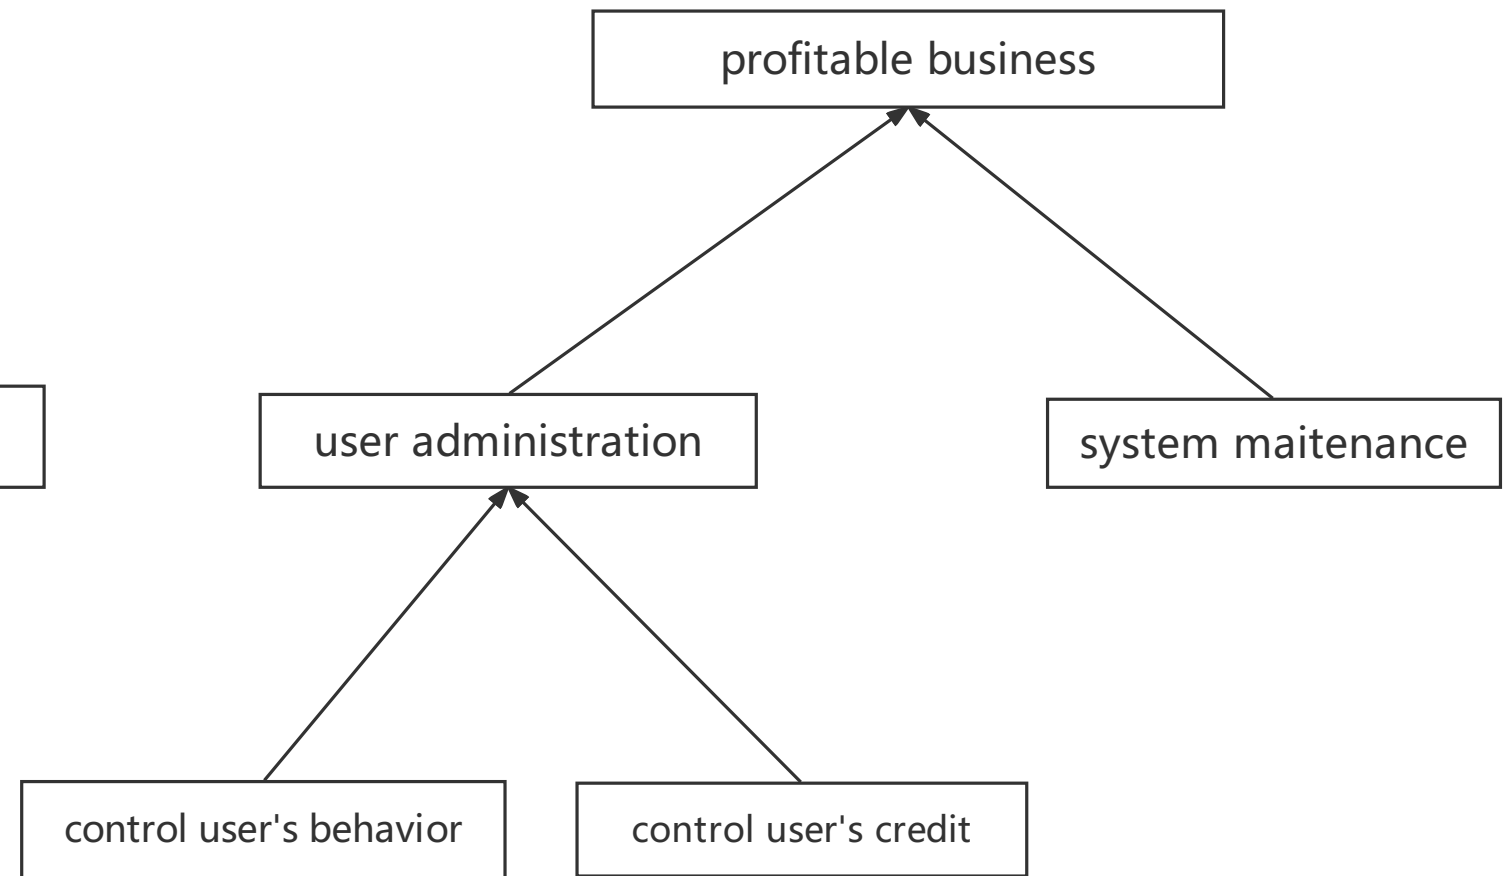 profitable business
user administration
system maitenance
control user's behavior
control user's credit